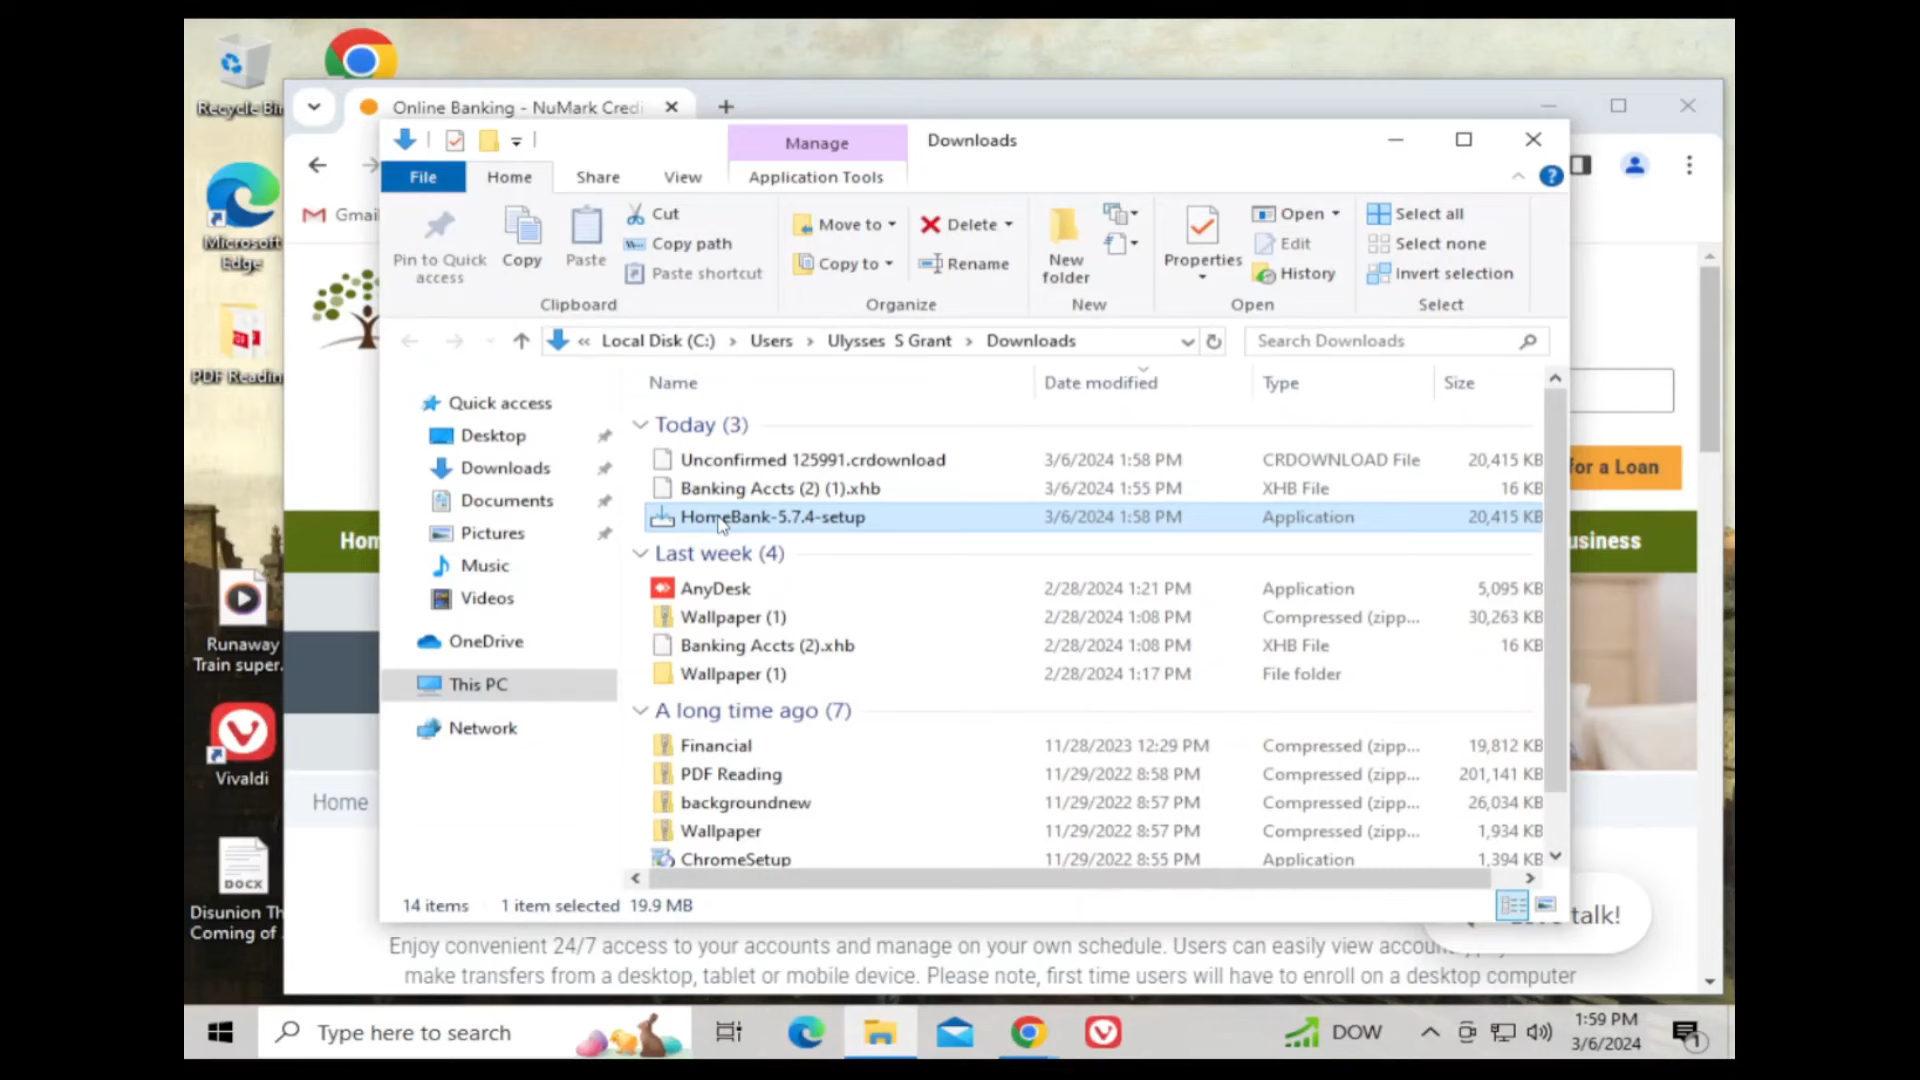 Recycle Bin
Online Banking - NuMark Credi
Manage
Downloads
File
Home
Share
View
Application Tools
Gmai
Microsoft
Edge
Pin to Quick
access
Copy
Paste
Cut
Copy path
Paste shortcut
Move to
Copy to
Delete
Rename
New
folder
Properties
Open
Edit
History
Select all
Select none
Invert selection
Clipboard
Organize
New
Open
Select
« Local Disk (C:) > Users > Ulysses S Grant > Downloads
Search Downloads
PDF Readin
Name
Date modified
Type
Size
Quick access
Desktop
Downloads
Documents
Pictures
Music
Videos
OneDrive
This PC
Network
Today (3)
Unconfirmed 125991.crdownload 3/6/2024 1:58 PM CRDOWNLOAD File 20,415 KB
Banking Accts (2) (1).xhb 3/6/2024 1:55 PM XHB File 16 KB
HomeBank-5.7.4-setup 3/6/2024 1:58 PM Application 20,415 KB
Last week (4)
AnyDesk 2/28/2024 1:21 PM Application 5,095 KB
Wallpaper (1) 2/28/2024 1:08 PM Compressed (zipp... 30,263 KB
Banking Accts (2).xhb 2/28/2024 1:08 PM XHB File 16 KB
Wallpaper (1) 2/28/2024 1:17 PM File folder
A long time ago (7)
Financial 11/28/2023 12:29 PM Compressed (zipp... 19,812 KB
PDF Reading 11/29/2022 8:58 PM Compressed (zipp... 201,141 KB
backgroundnew 11/29/2022 8:57 PM Compressed (zipp... 26,034 KB
Wallpaper 11/29/2022 8:57 PM Compressed (zipp... 1,934 KB
ChromeSetup 11/29/2022 8:55 PM Application 1,394 KB
for a Loan
Hom
usiness
Runaway
Train super...
Vivaldi
Home
DOCX
Disunion Th
Coming of ...
14 items
1 item selected 19.9 MB
talk!
Enjoy convenient 24/7 access to your accounts and manage on your own schedule. Users can easily view accou
make transfers from a desktop, tablet or mobile device. Please note, first time users will have to enroll on a desktop computer
Type here to search
DOW
1:59 PM
3/6/2024
1